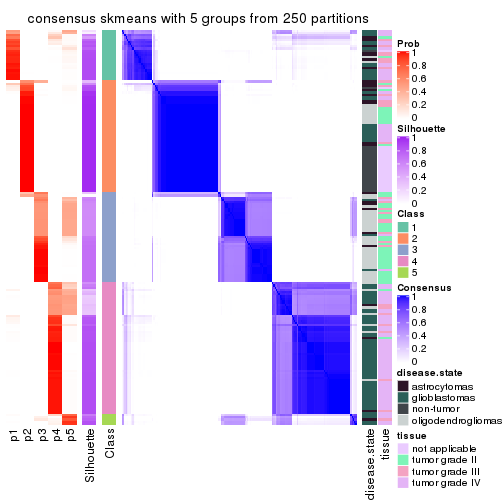 consensus skmeans with 5 groups from 250 partitions
Prob
1
0.8
0.6
0.4
0.2
0
Silhouette
1
0.8
0.6
0.4
0.2
0
Class
1
2
3
4
5
Consensus
1
0.8
0.6
0.4
0.2
0
disease.state
astrocytomas
glioblastomas
non-tumor
oligodendrogliomas
tissue
not applicable
tumor grade II
tumor grade III
tumor grade IV
p1
p2
p3
p4
p5
Silhouette
Class
disease.state
tissue